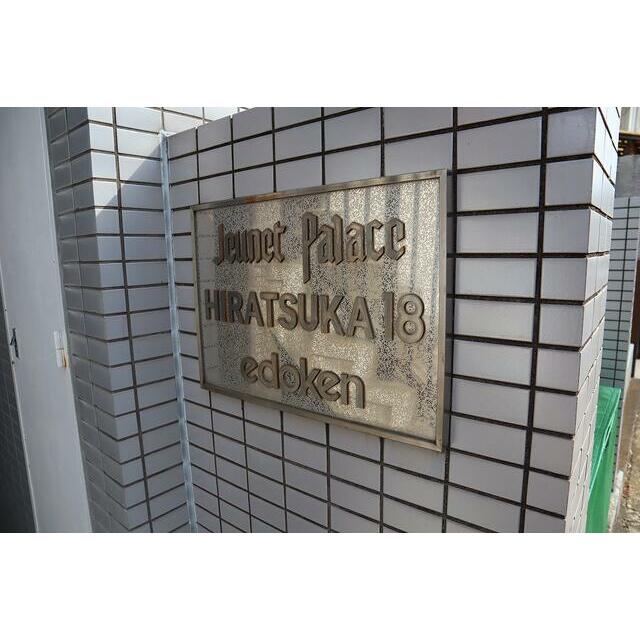 Jeunet Palace
HIRATSUKA 18
edoken